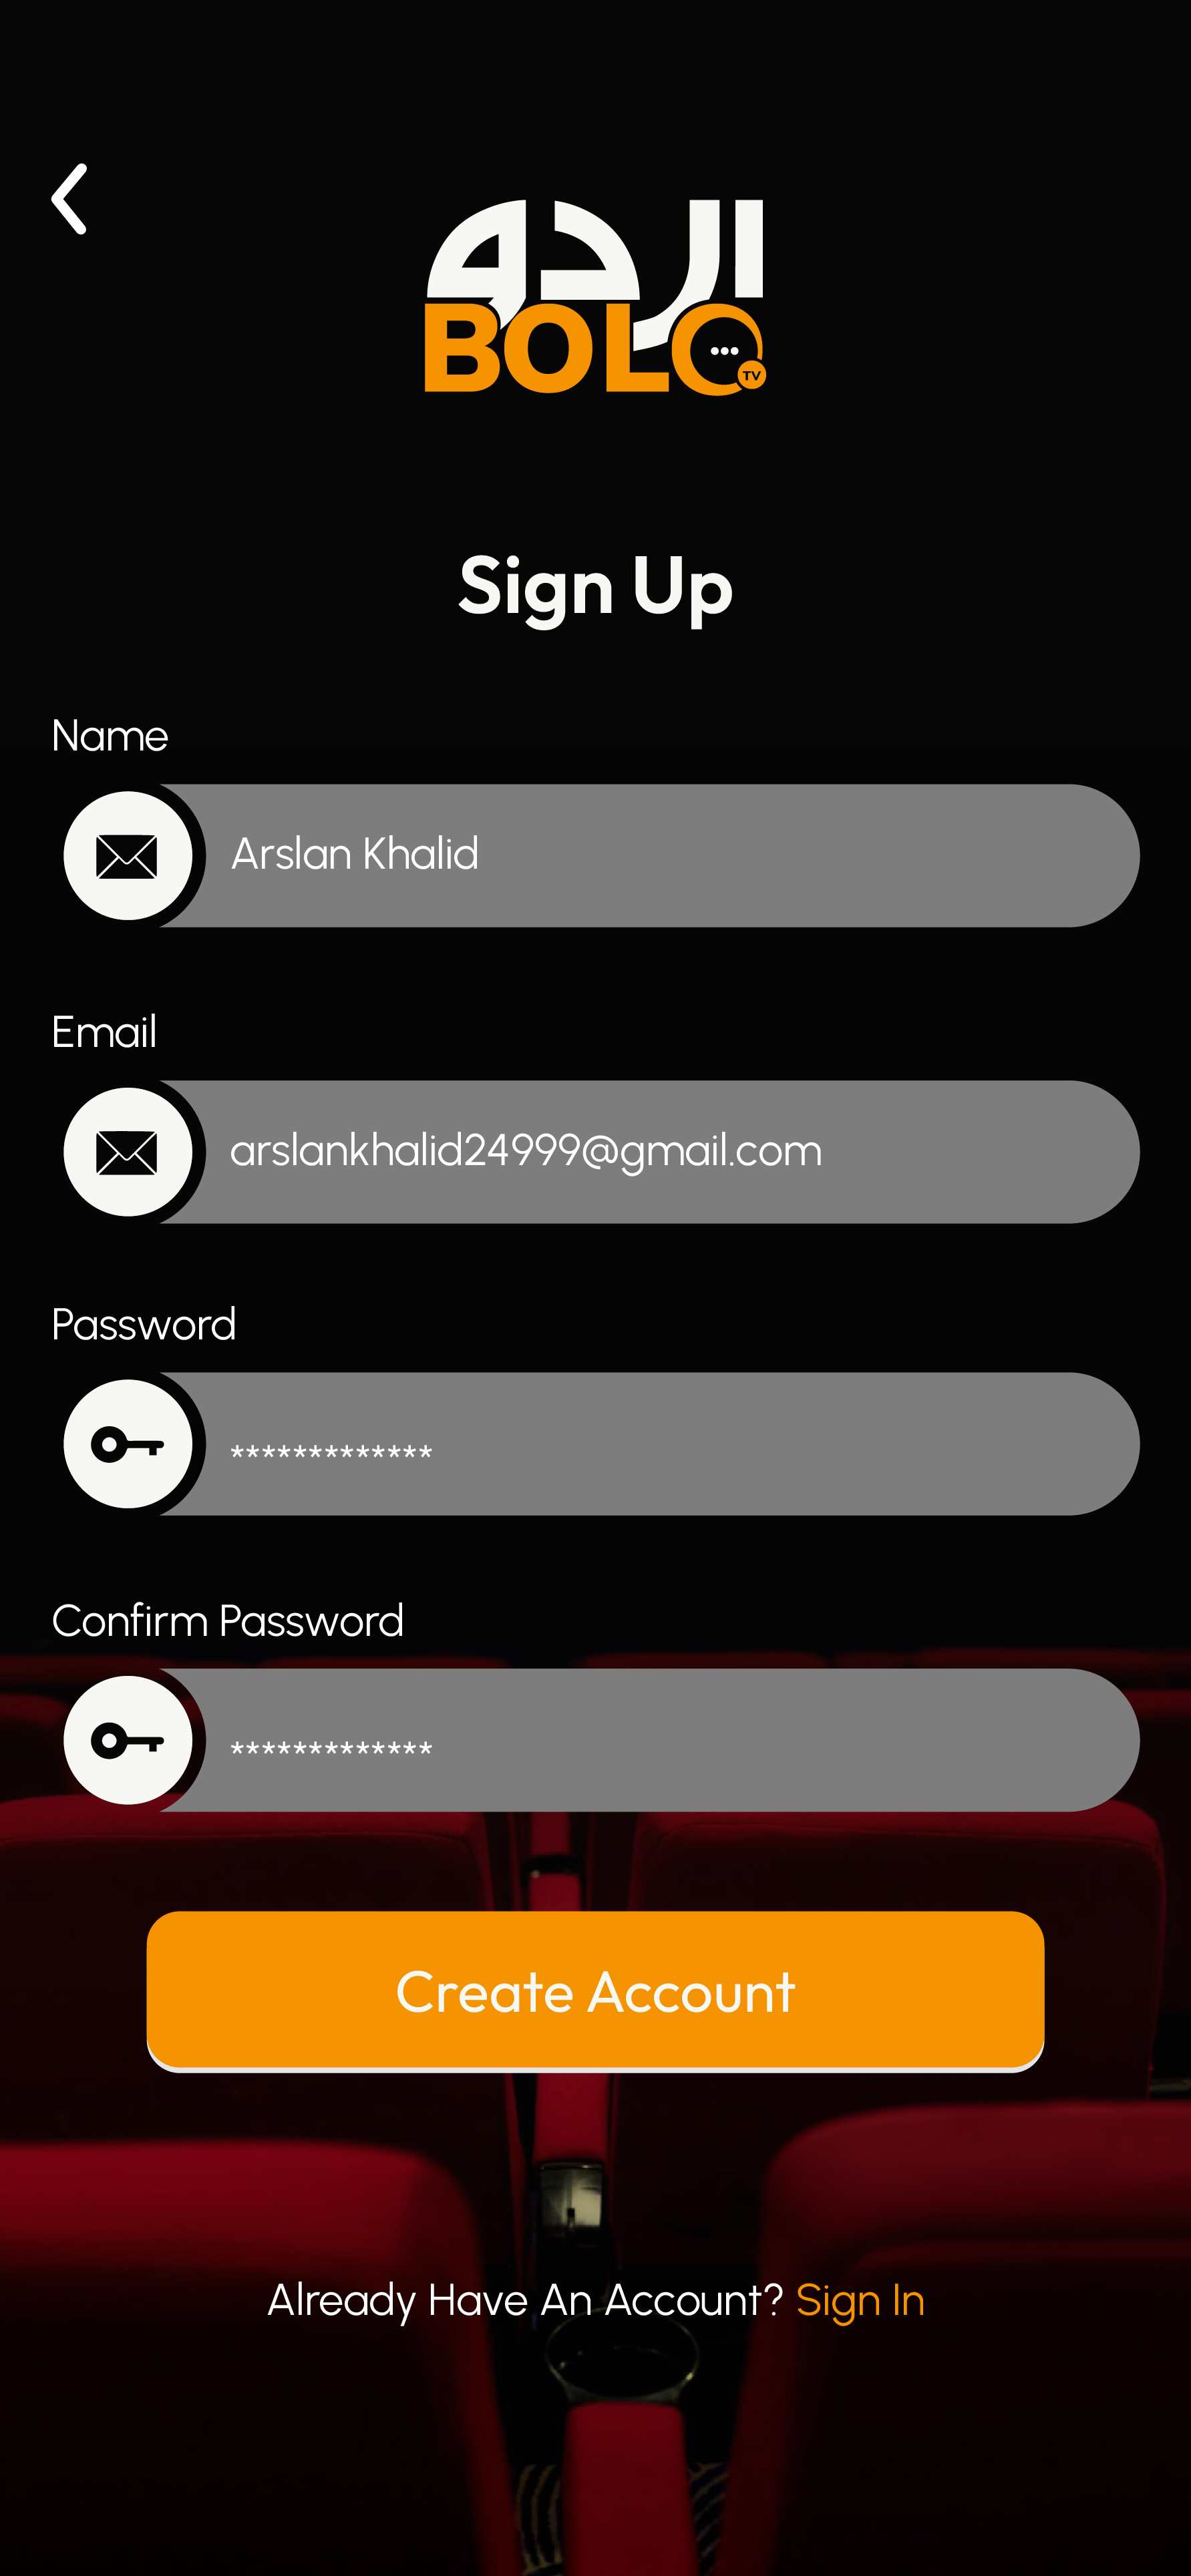 اردو
BOLO
TV
Sign Up
Name
Arslan Khalid
Email
arslankhalid24999@gmail.com
Password
*************
Confirm Password
*************
Create Account
Already Have An Account? Sign In